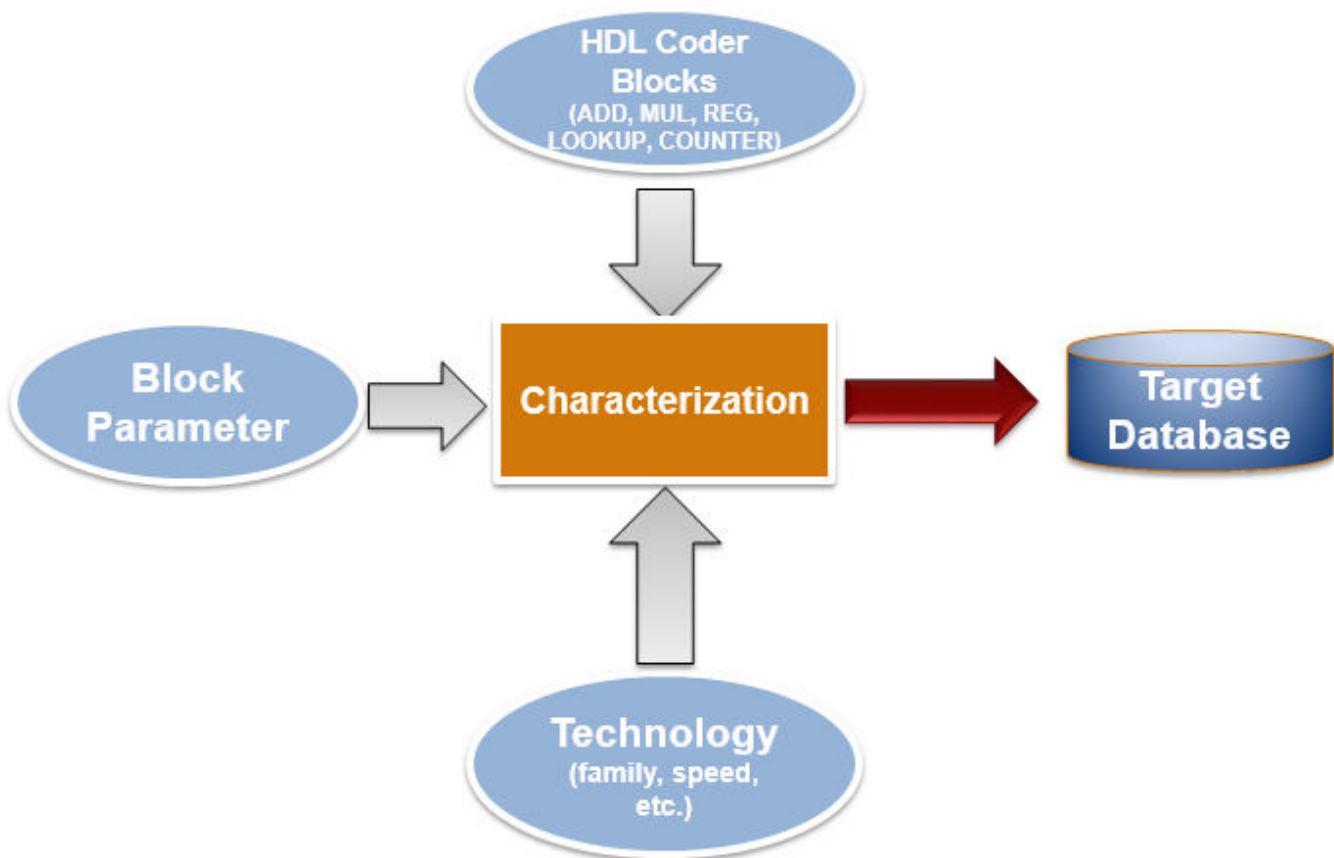 HDL Coder
Blocks
(ADD, MUL, REG,
LOOKUP, COUNTER)
Block
Parameter
Characterization
Target
Database
Technology
(family, speed,
etc.)